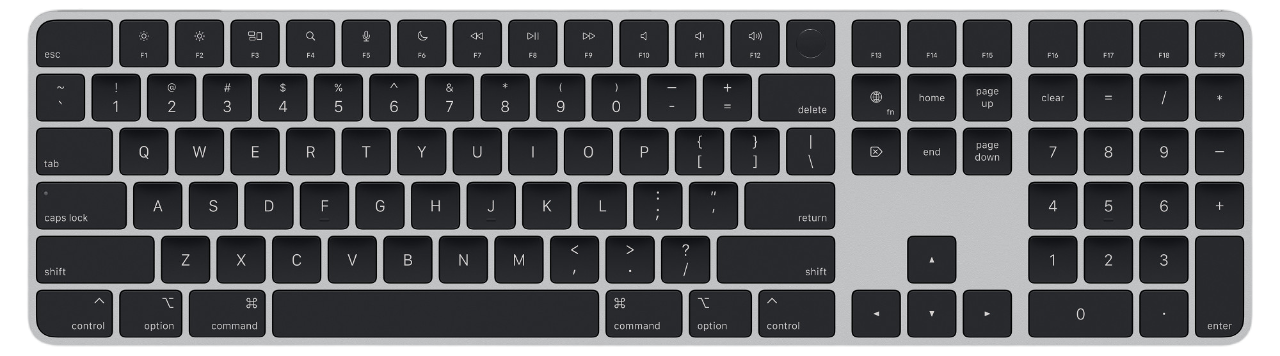 esc F1 F2 F3 F4 F5 F6 F7 F8 F9 F10 F11 F12 F13 F14 F15 F16 F17 F18 F19
~ ! @ # $ % ^ & * ( ) — +
` 1 2 3 4 5 6 7 8 9 0 - = delete fn home page up clear = / *
tab Q W E R T Y U I O P { [ } ] | \ end page down 7 8 9 −
caps lock A S D F G H J K L : ; " ' return 4 5 6 +
shift Z X C V B N M < , > . ? / shift ▲ 1 2 3
^ control ⌥ option ⌘ command ⌘ command ⌥ option ^ control ◄ ▼ ► 0 . enter